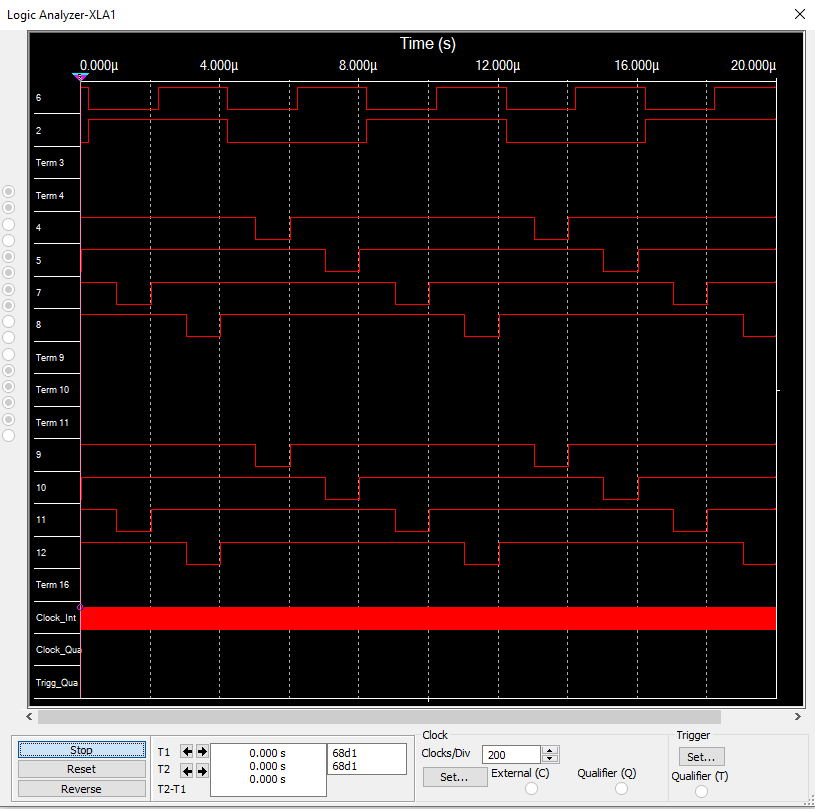 Logic Analyzer-XLA1
Time (s)
0.000µ 4.000µ 8.000µ 12.000µ 16.000µ 20.000µ
6
2
Term 3
Term 4
4
5
7
8
Term 9
Term 10
Term 11
9
10
11
12
Term 16
Clock_Int
Clock_Qua
Trigg_Qua
Stop
Reset
Reverse
T1
T2
T2-T1
0.000 s
0.000 s
0.000 s
68d1
68d1
Clock
Clocks/Div 200
Set...
External (C)
Qualifier (Q)
Trigger
Set...
Qualifier (T)